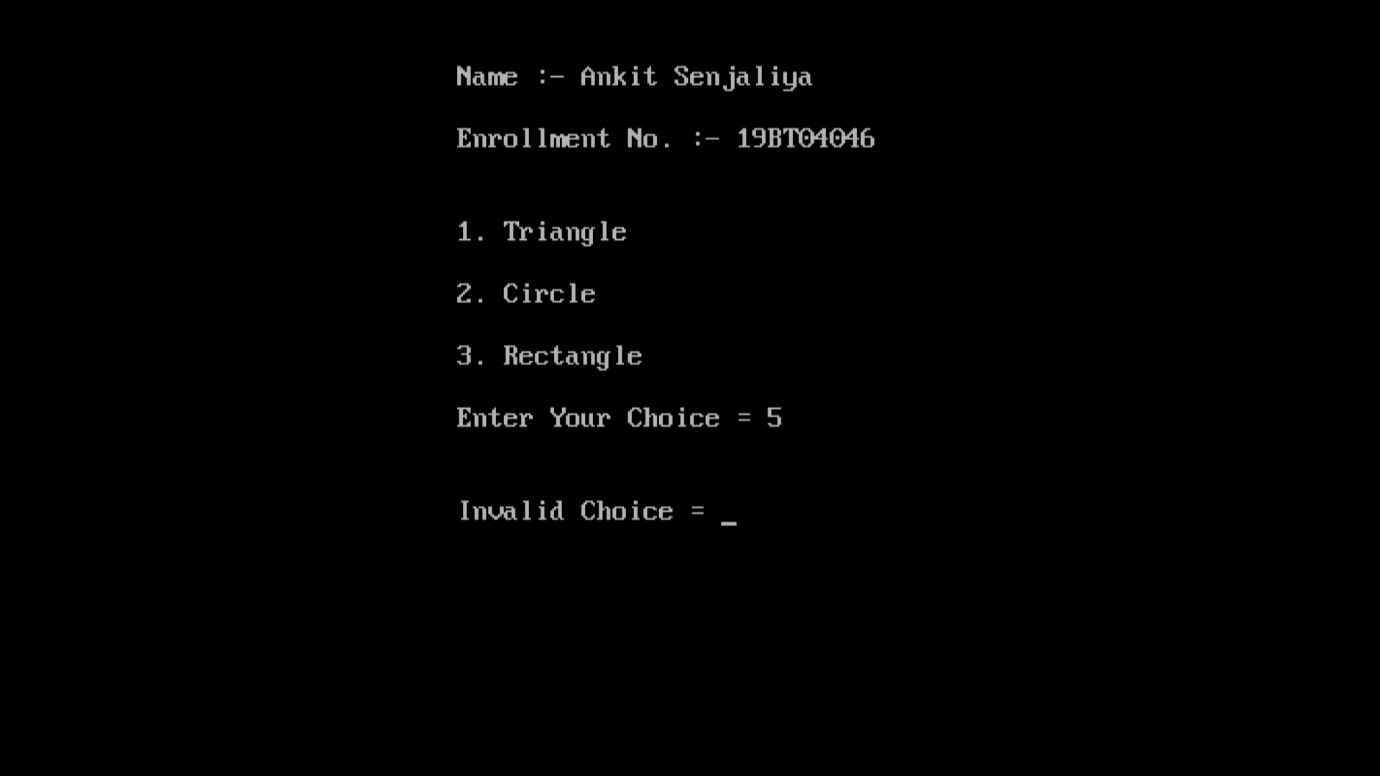 Name :- Ankit Senjaliya
Enrollment No. :- 19BT04046
1. Triangle
2. Circle
3. Rectangle
Enter Your Choice = 5
Invalid Choice = _